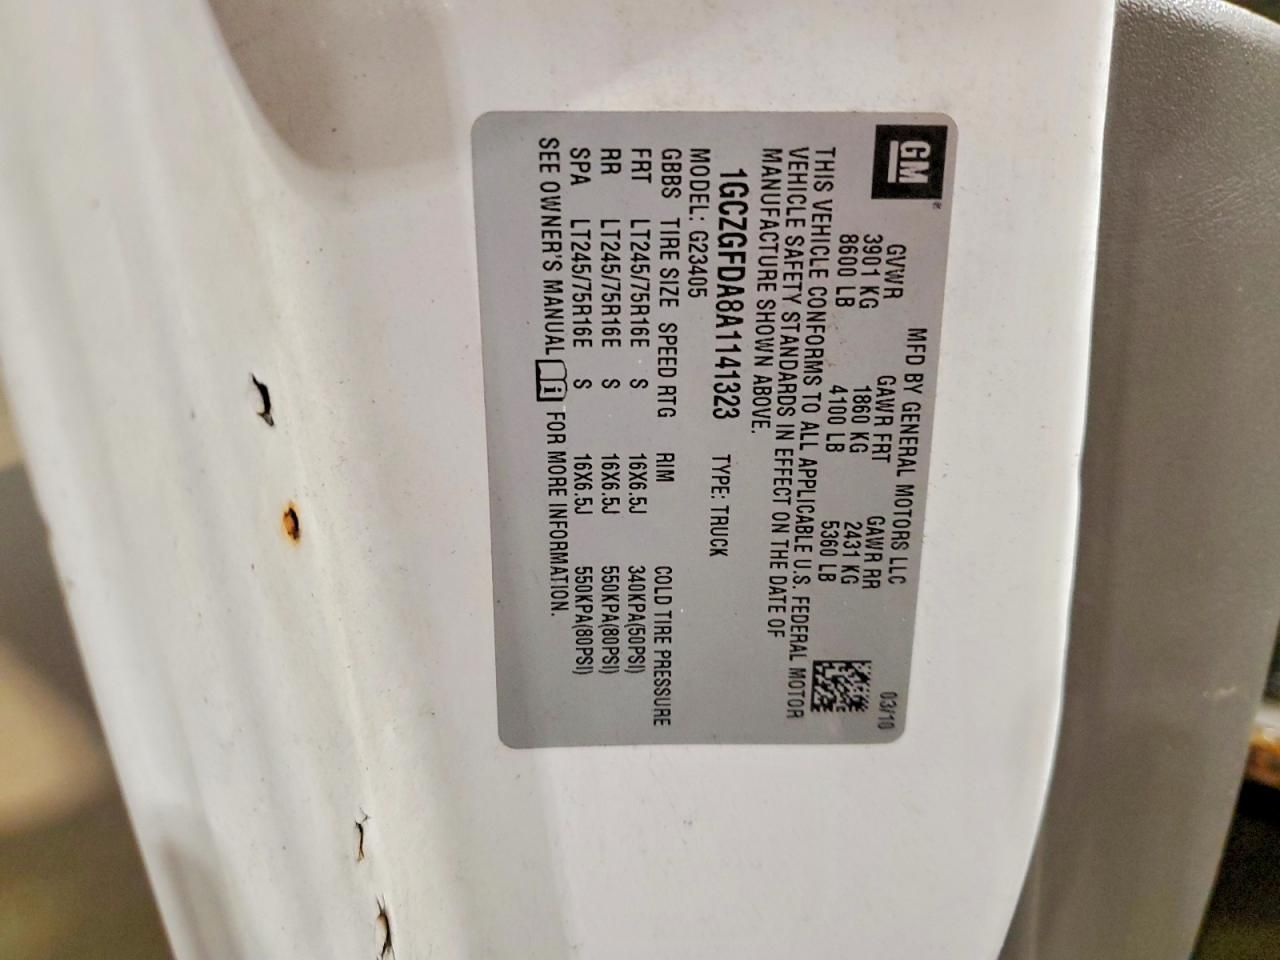 GM
MFD BY GENERAL MOTORS LLC 03/10
GVWR GAWR FRT GAWR RR
3901 KG 1860 KG 2431 KG
8600 LB 4100 LB 5360 LB
THIS VEHICLE CONFORMS TO ALL APPLICABLE U.S. FEDERAL MOTOR
VEHICLE SAFETY STANDARDS IN EFFECT ON THE DATE OF
MANUFACTURE SHOWN ABOVE.
1GCZGFDA8A1141323 TYPE: TRUCK
MODEL: G23405
GBBS TIRE SIZE SPEED RTG RIM COLD TIRE PRESSURE
FRT LT245/75R16E S 16X6.5J 340KPA(50PSI)
RR LT245/75R16E S 16X6.5J 550KPA(80PSI)
SPA LT245/75R16E S 16X6.5J 550KPA(80PSI)
SEE OWNER'S MANUAL i FOR MORE INFORMATION.